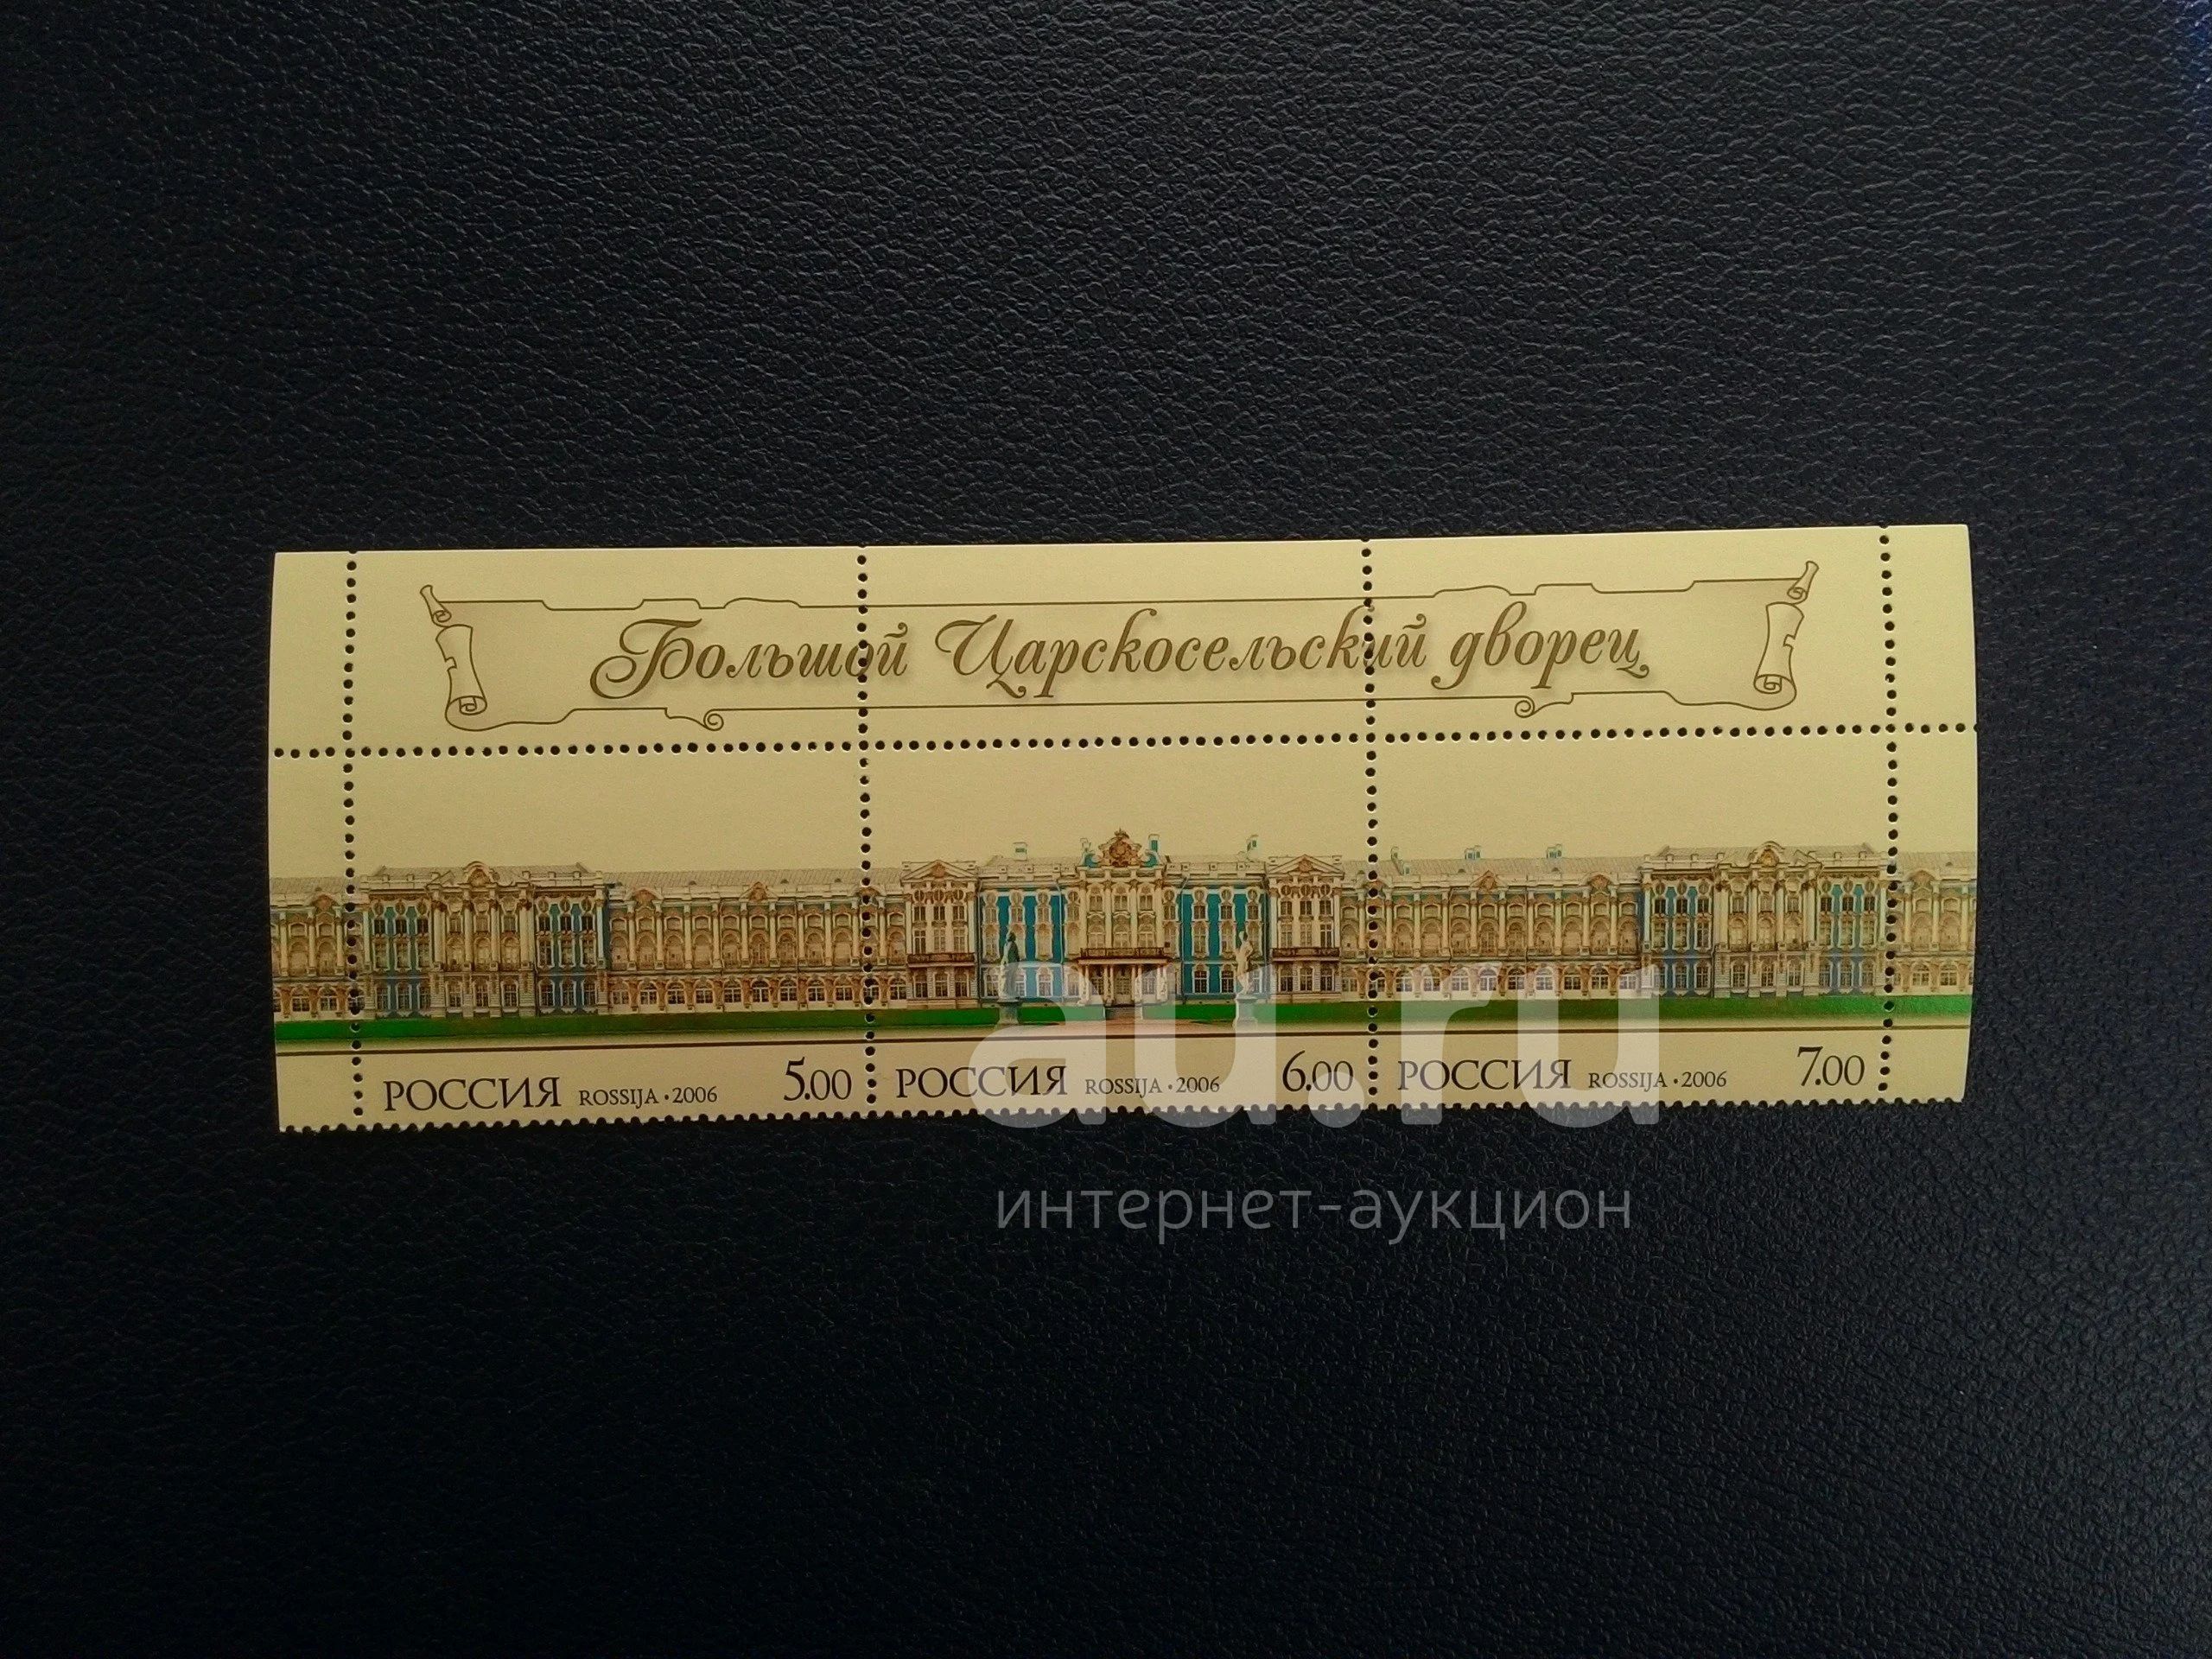 Большой Царскосельский дворец
РОССИЯ ROSSIJA • 2006 5.00
РОССИЯ ROSSIJA • 2006 6.00
РОССИЯ ROSSIJA • 2006 7.00
au.ru
интернет-аукцион